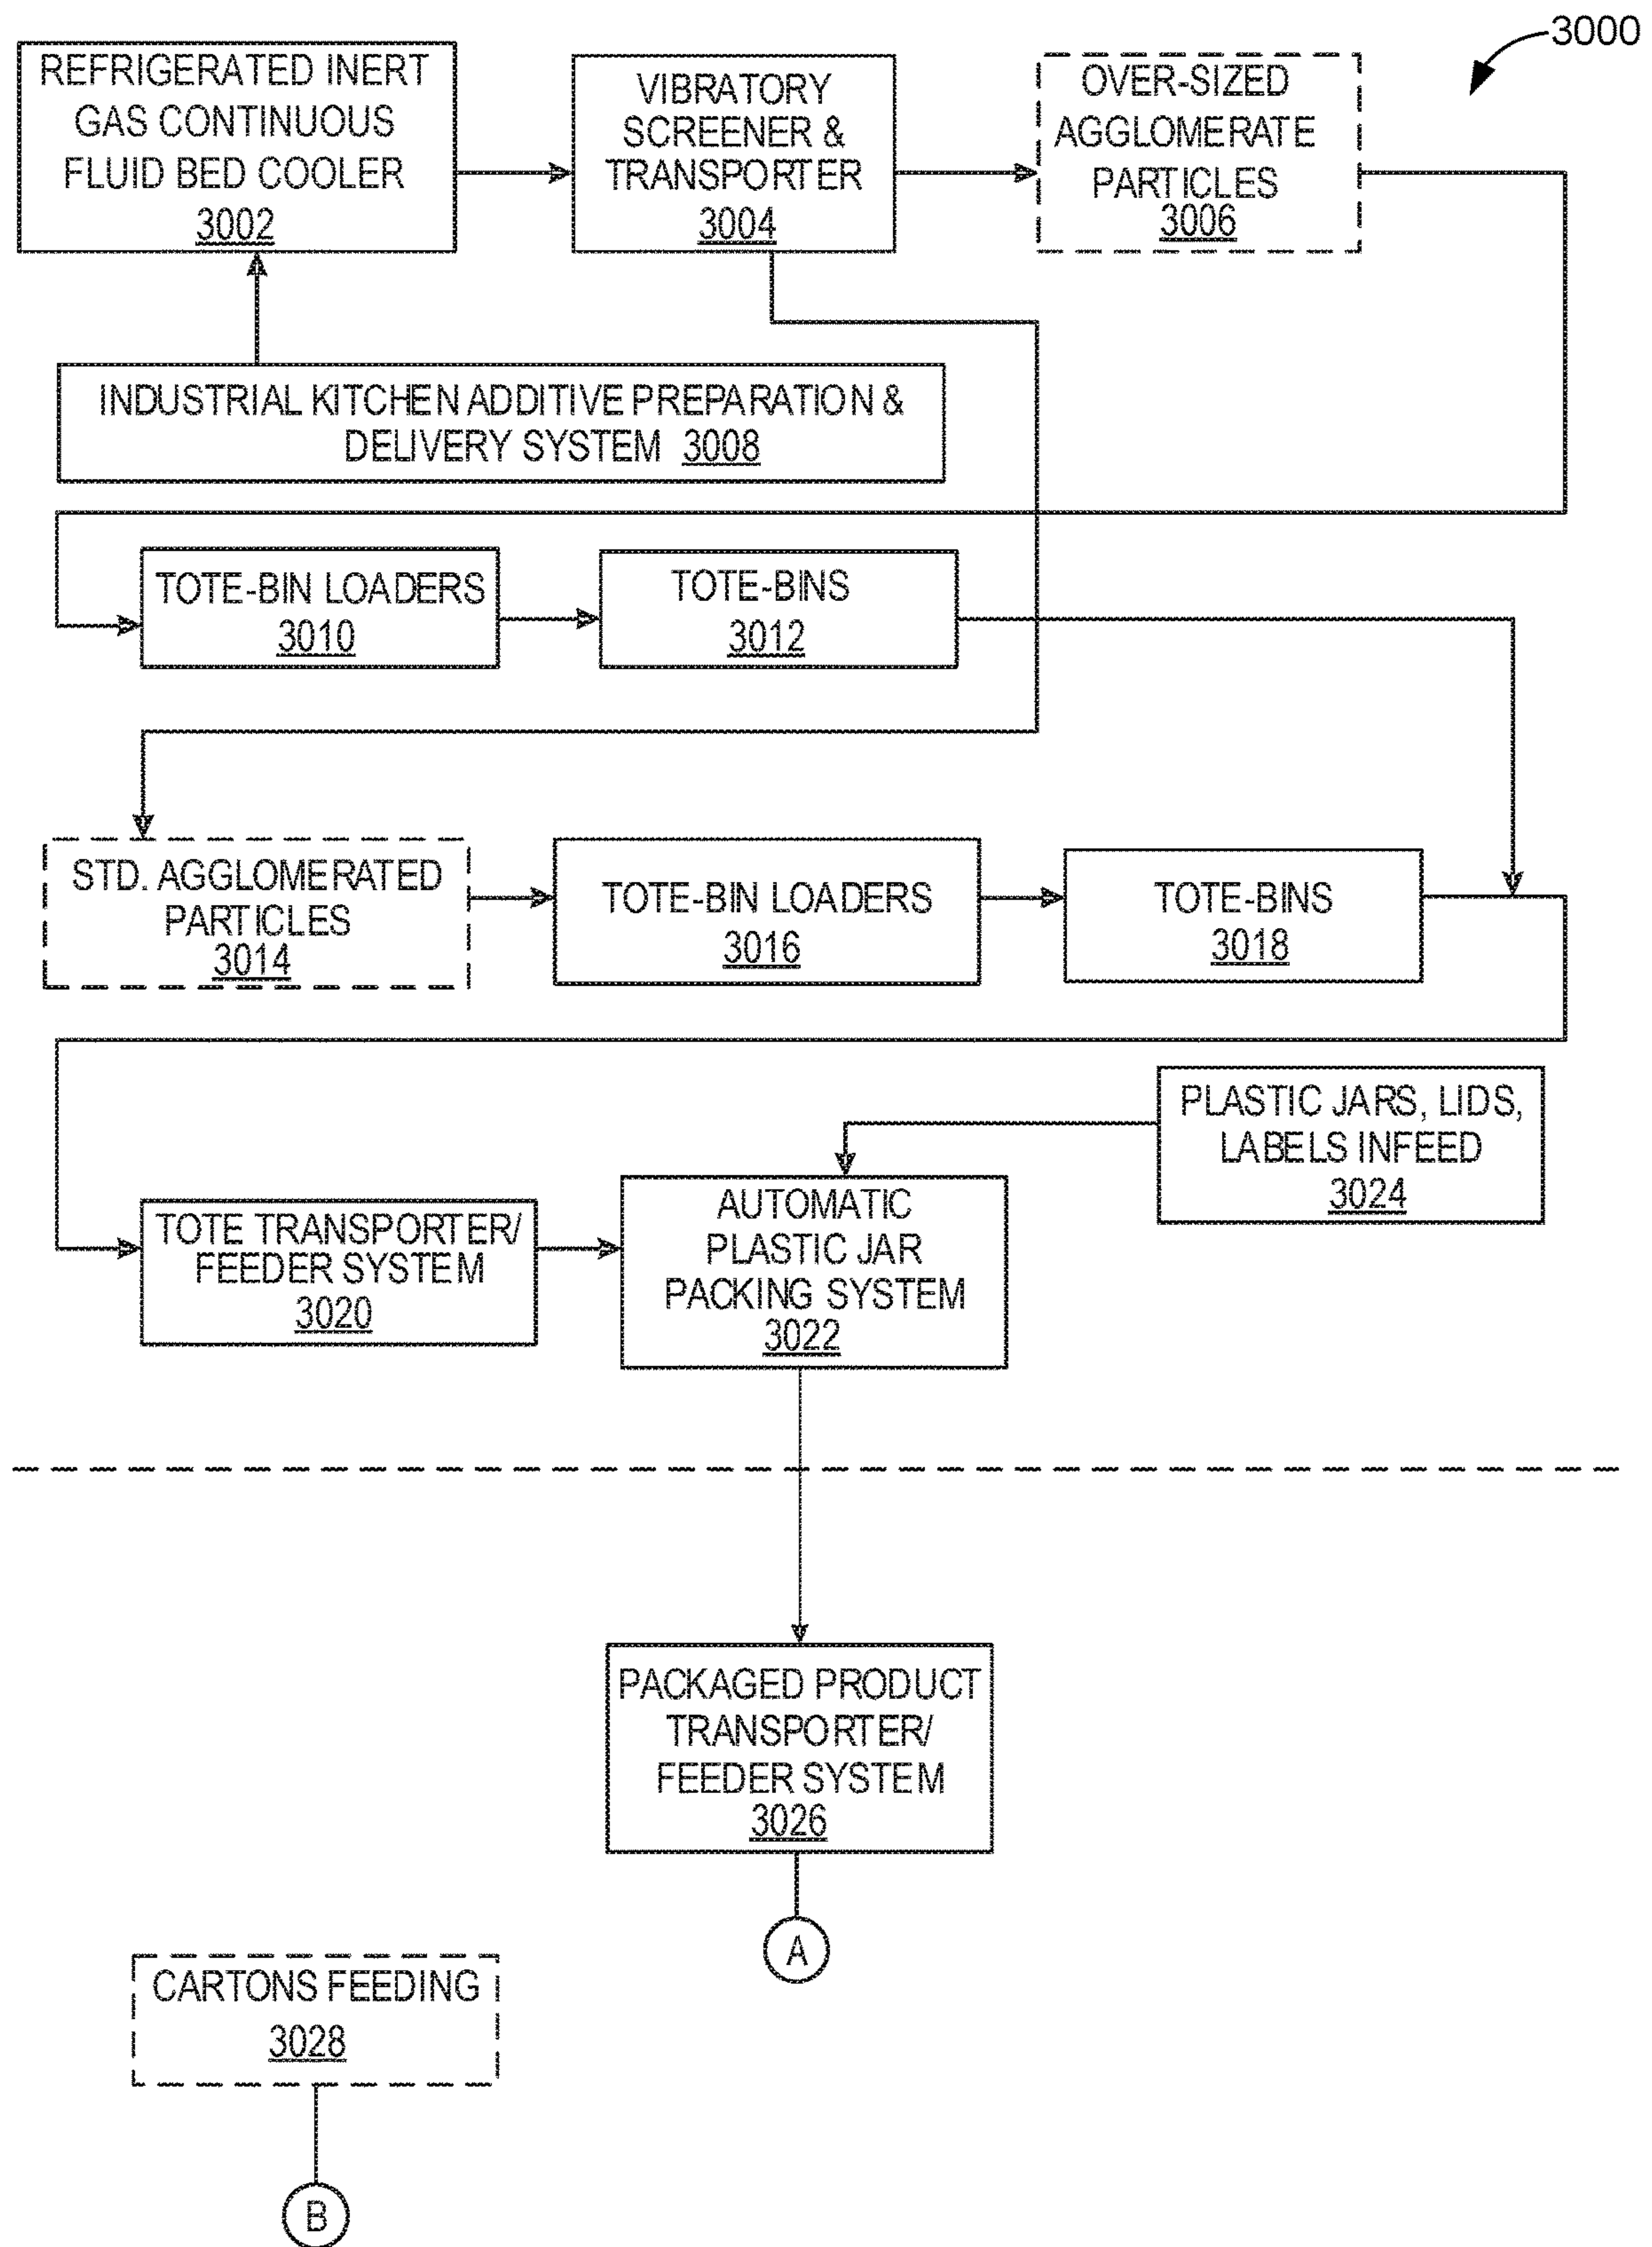 3000
REFRIGERATED INERT
GAS CONTINUOUS
FLUID BED COOLER
3002
VIBRATORY
SCREENER &
TRANSPORTER
3004
OVER-SIZED
AGGLOMERATE
PARTICLES
3006
INDUSTRIAL KITCHEN ADDITIVE PREPARATION &
DELIVERY SYSTEM 3008
TOTE-BIN LOADERS
3010
TOTE-BINS
3012
STD. AGGLOMERATED
PARTICLES
3014
TOTE-BIN LOADERS
3016
TOTE-BINS
3018
PLASTIC JARS, LIDS,
LABELS INFEED
3024
TOTE TRANSPORTER/
FEEDER SYSTEM
3020
AUTOMATIC
PLASTIC JAR
PACKING SYSTEM
3022
PACKAGED PRODUCT
TRANSPORTER/
FEEDER SYSTEM
3026
A
CARTONS FEEDING
3028
B